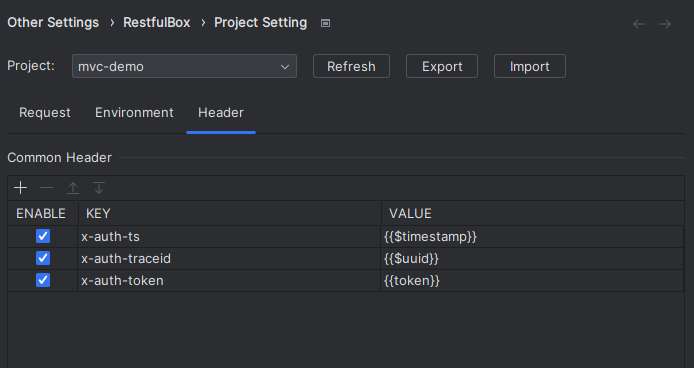 Other Settings › RestfulBox › Project Setting
Project: mvc-demo Refresh Export Import
Request Environment Header
Common Header
ENABLE KEY VALUE
x-auth-ts {{$timestamp}}
x-auth-traceid {{$uuid}}
x-auth-token {{token}}